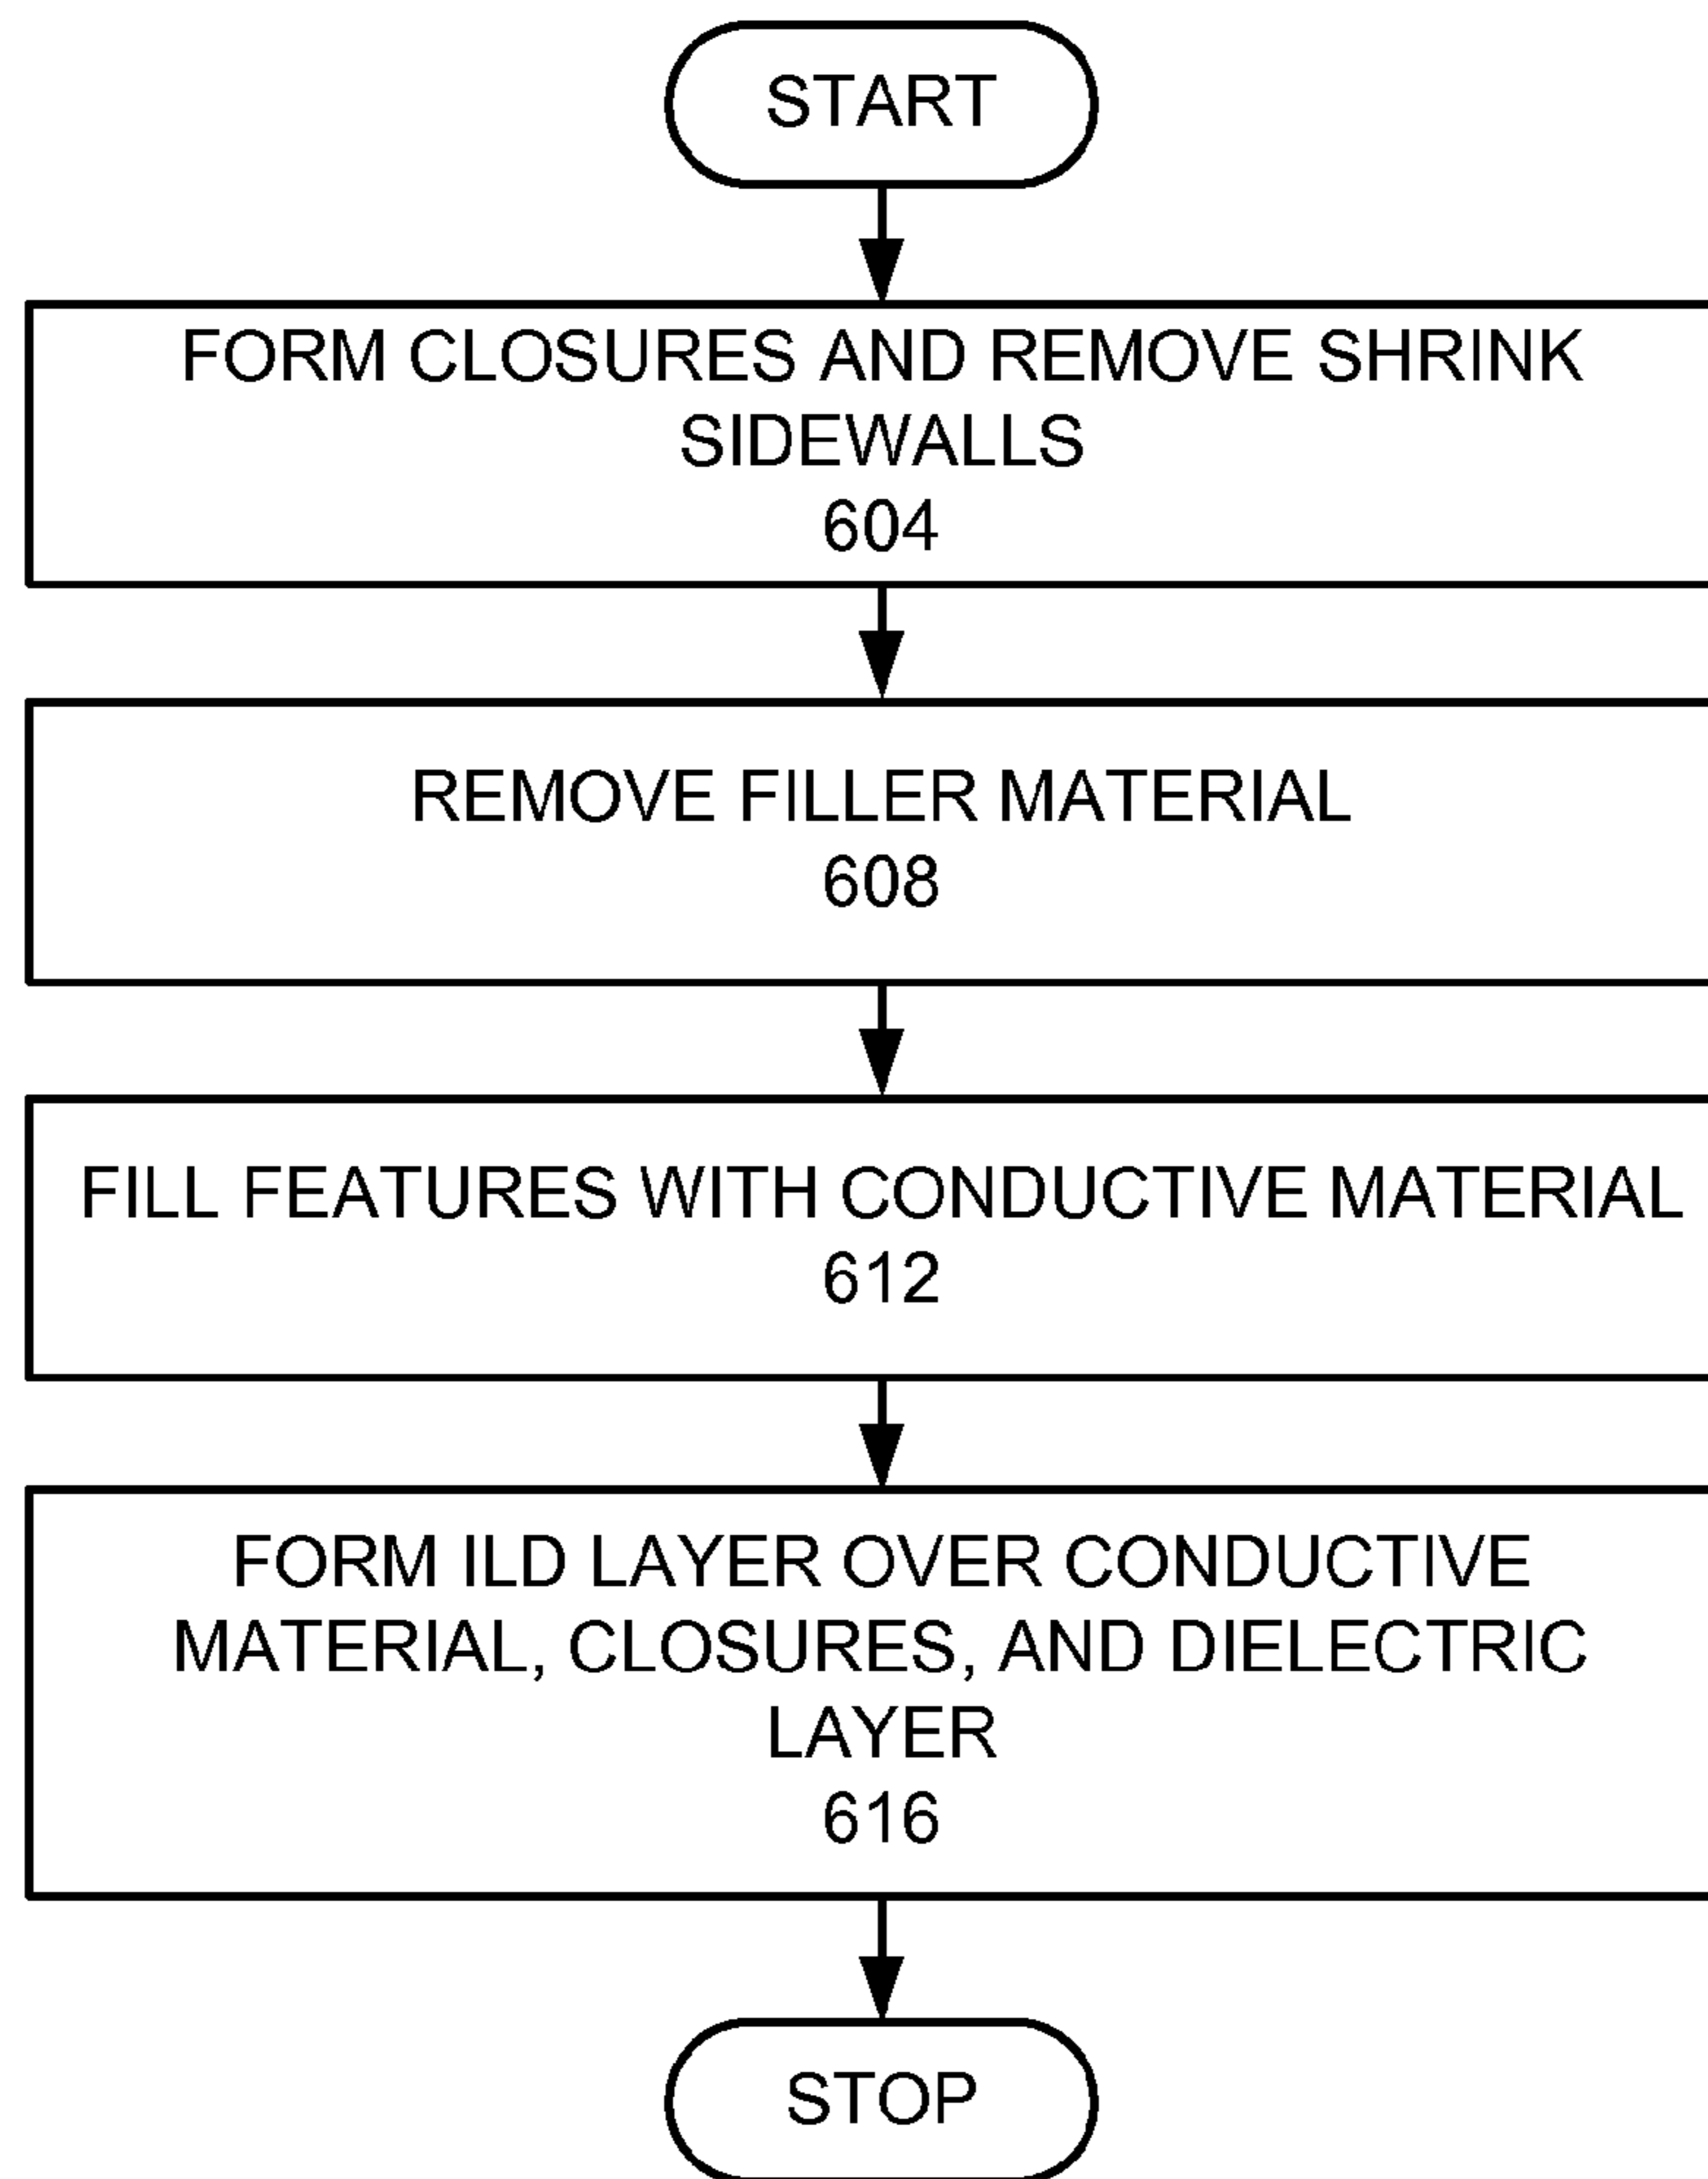 START
FORM CLOSURES AND REMOVE SHRINK
SIDEWALLS
604
REMOVE FILLER MATERIAL
608
FILL FEATURES WITH CONDUCTIVE MATERIAL
612
FORM ILD LAYER OVER CONDUCTIVE
MATERIAL, CLOSURES, AND DIELECTRIC
LAYER
616
STOP